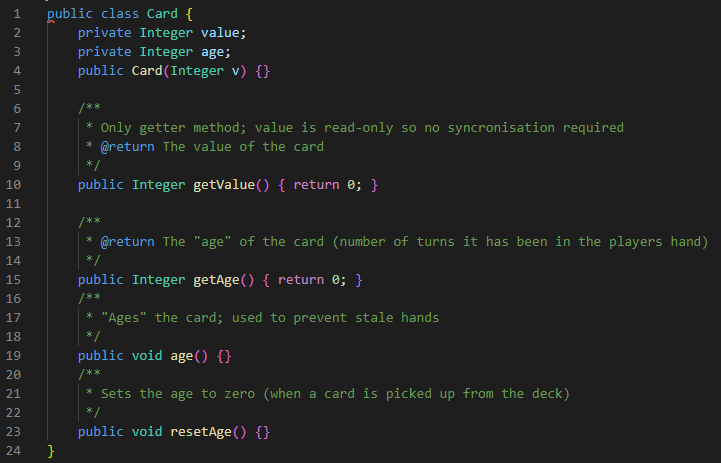 1 public class Card {
2     private Integer value;
3     private Integer age;
4     public Card(Integer v) {}
5
6     /**
7      * Only getter method; value is read-only so no syncronisation required
8      * @return The value of the card
9      */
10     public Integer getValue() { return 0; }
11
12     /**
13      * @return The "age" of the card (number of turns it has been in the players hand)
14      */
15     public Integer getAge() { return 0; }
16     /**
17      * "Ages" the card; used to prevent stale hands
18      */
19     public void age() {}
20     /**
21      * Sets the age to zero (when a card is picked up from the deck)
22      */
23     public void resetAge() {}
24 }